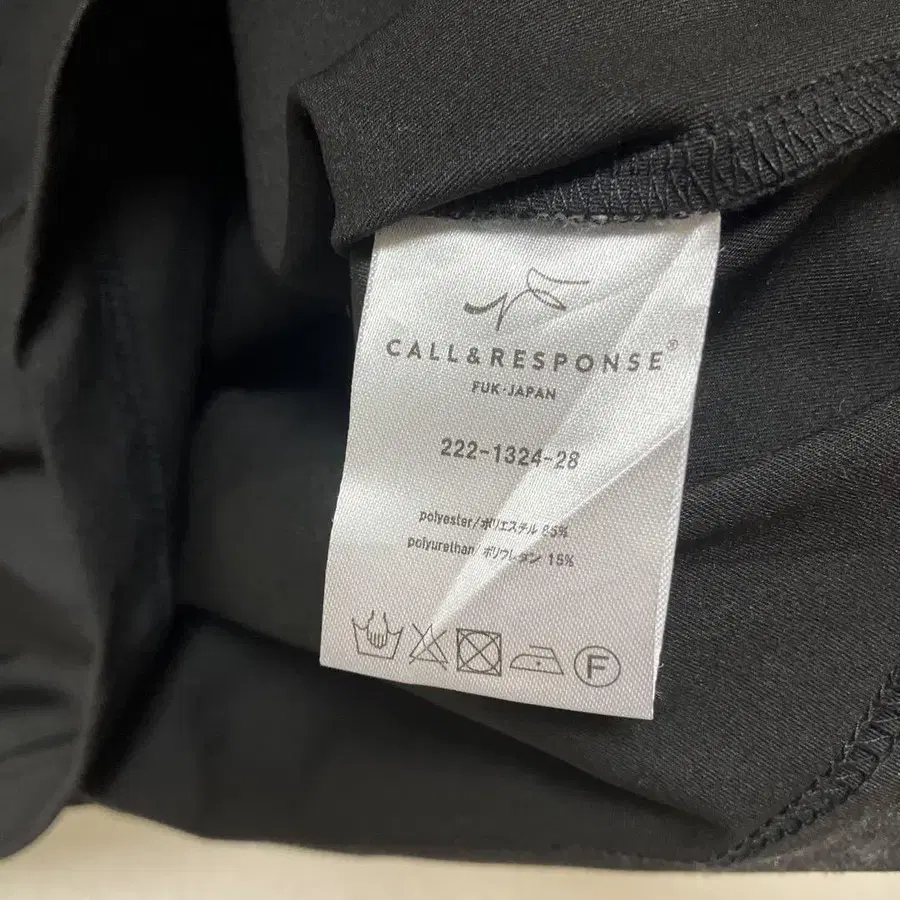 CALL&RESPONSE®
FUK·JAPAN
222-1324-28
polyester/ポリエステル 85%
polyurethan/ポリウレタン 15%
F